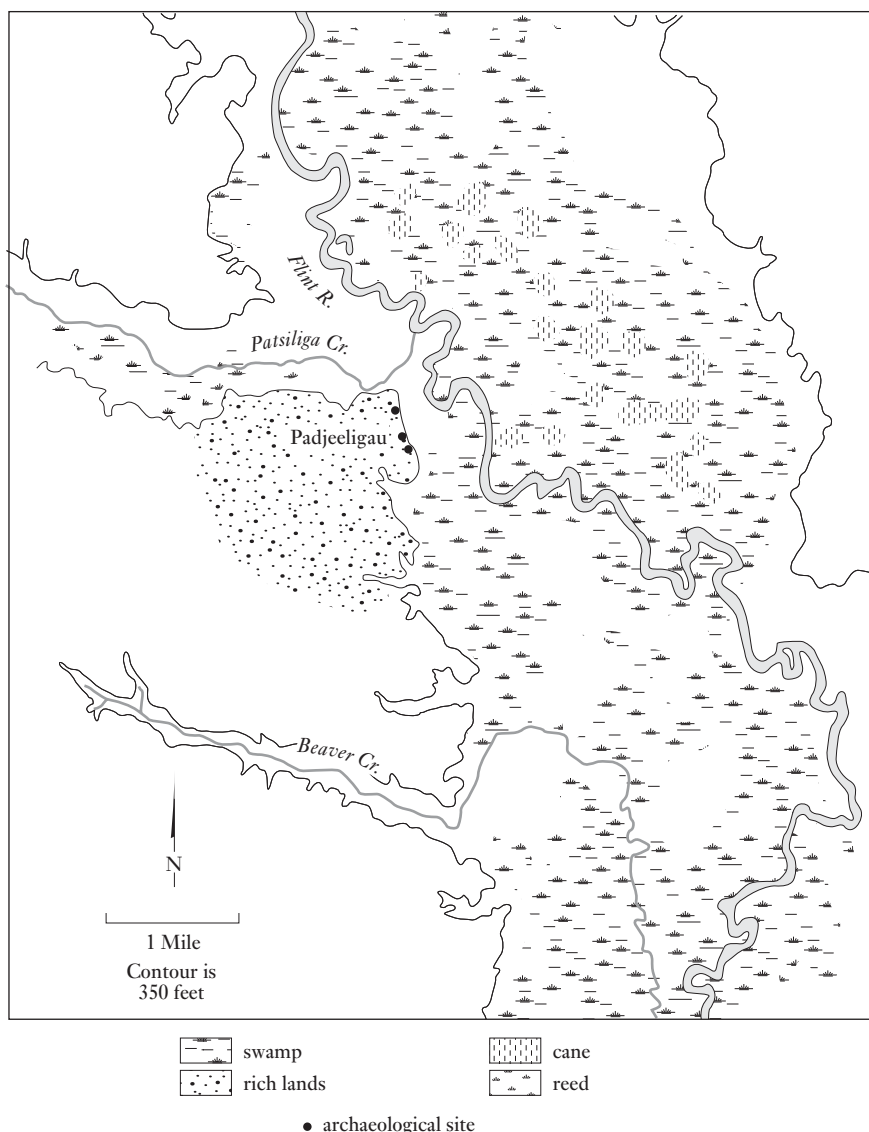 Flint R.
Patsiliga Cr.
Padjeeligau
Beaver Cr.
N
1 Mile
Contour is
350 feet
swamp
cane
rich lands
reed
archaeological site